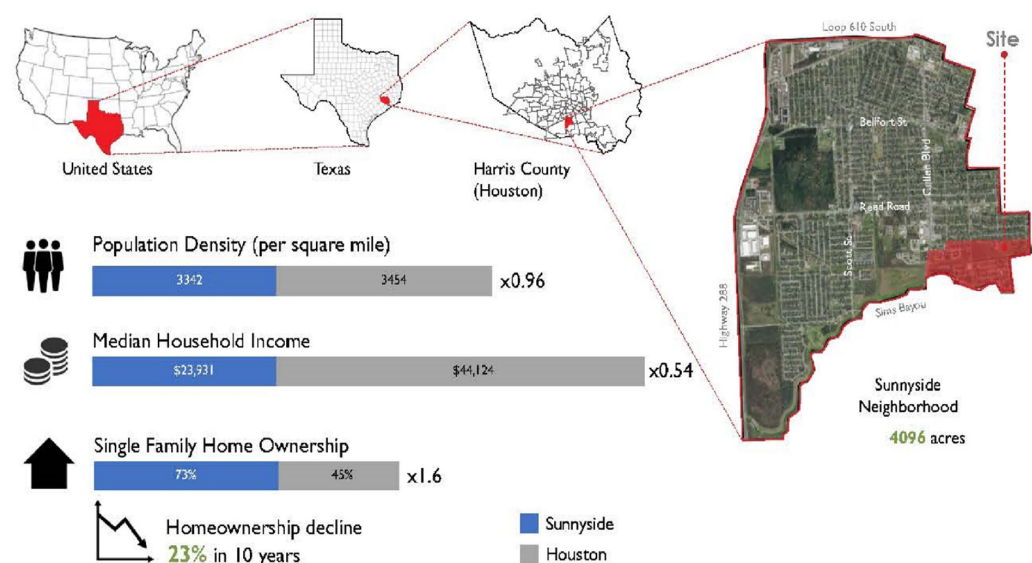 Loop 610 South
Site
Bellfort St
Cullen Blvd
United States
Texas
Harris County
(Houston)
Read Road
Scott St
Population Density (per square mile)
3342
3454
x0.96
Highway 288
Sims Bayou
Median Household Income
$23,931
$44,124
x0.54
Sunnyside
Neighborhood
4096 acres
Single Family Home Ownership
73%
45%
x1.6
Homeownership decline
23% in 10 years
Sunnyside
Houston